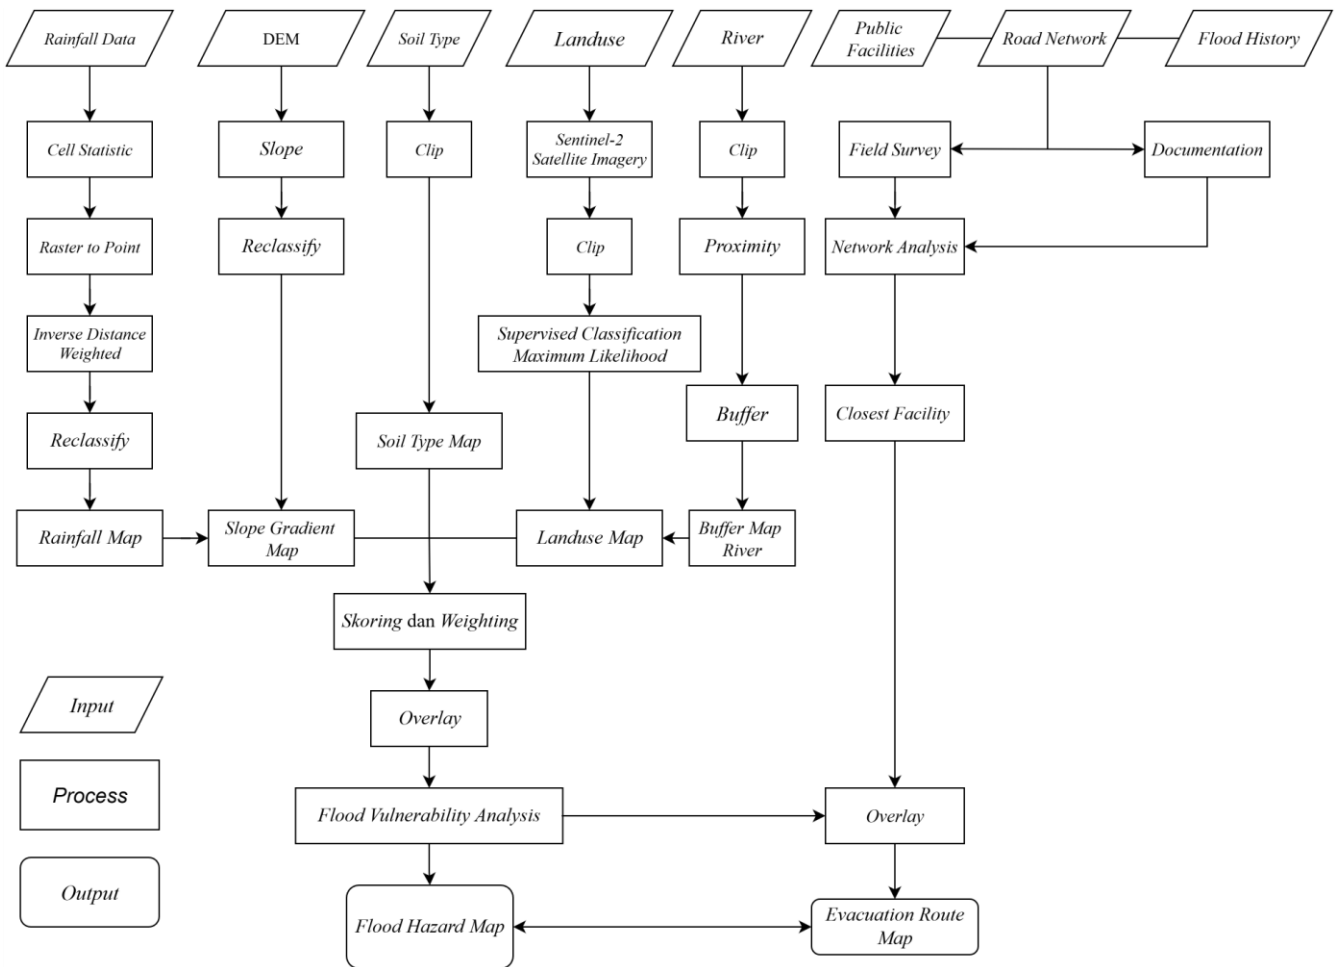 Rainfall Data
DEM
Soil Type
Landuse
River
Public
Facilities
Road Network
Flood History
Cell Statistic
Slope
Clip
Sentinel-2
Satellite Imagery
Clip
Field Survey
Documentation
Raster to Point
Reclassify
Clip
Proximity
Network Analysis
Inverse Distance
Weighted
Supervised Classification
Maximum Likelihood
Reclassify
Soil Type Map
Buffer
Closest Facility
Rainfall Map
Slope Gradient
Map
Landuse Map
Buffer Map
River
Skoring dan Weighting
Input
Overlay
Process
Flood Vulnerability Analysis
Overlay
Output
Flood Hazard Map
Evacuation Route
Map